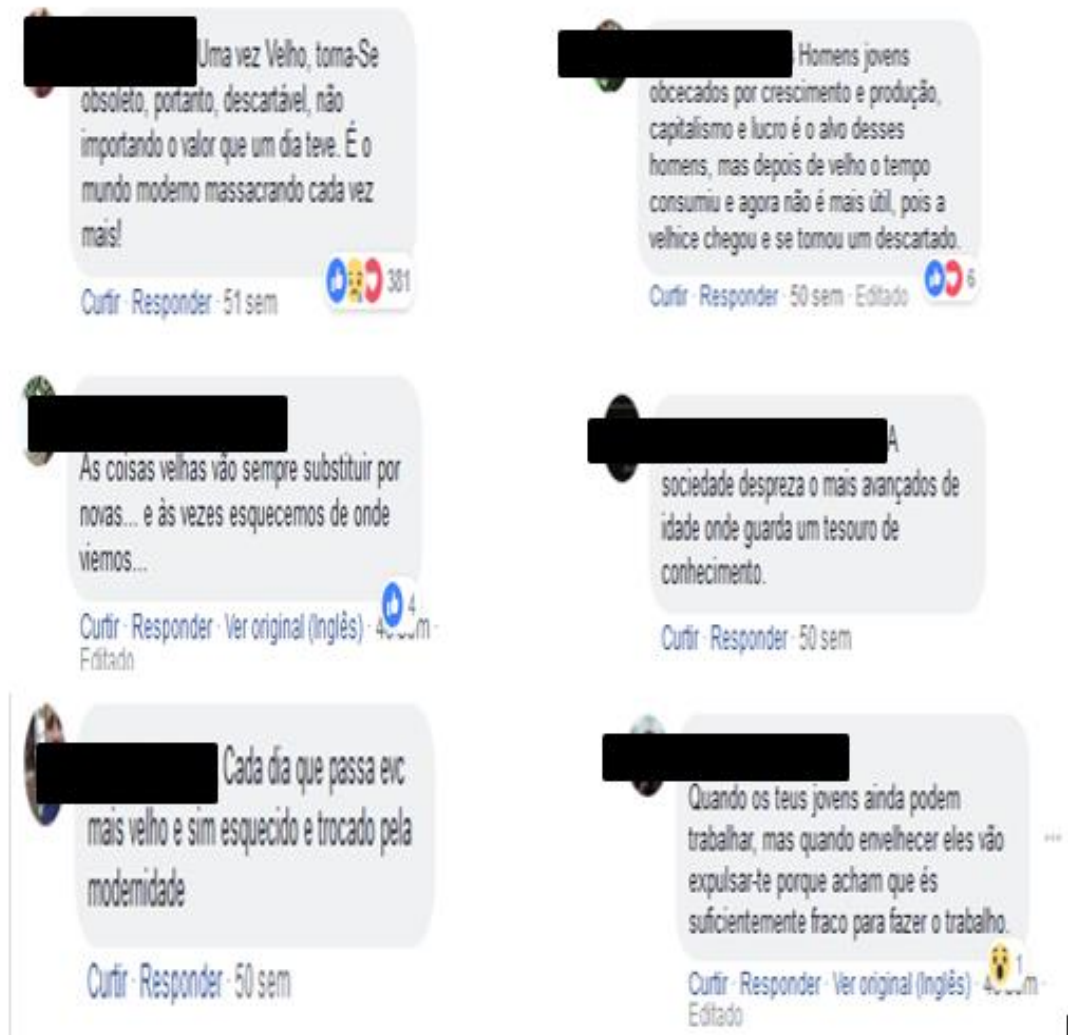 Uma vez Velho, torna-Se
obsoleto, portanto, descartável, não
importando o valor que um dia teve. É o
mundo moderno massacrando cada vez
mais!
381
Curtir · Responder · 51 sem
Homens jovens
obcecados por crescimento e produção,
capitalismo e lucro é o alvo desses
homens, mas depois de velho o tempo
consumiu e agora não é mais útil, pois a
velhice chegou e se tornou um descartado.
6
Curtir · Responder · 50 sem · Editado
As coisas velhas vão sempre substituir por
novas... e às vezes esquecemos de onde
viemos...
4
Curtir · Responder · Ver original (Inglês) ·
Editado
A
sociedade despreza o mais avançados de
idade onde guarda um tesouro de
conhecimento.
Curtir · Responder · 50 sem
Cada dia que passa evc
mais velho e sim esquecido e trocado pela
modernidade
Curtir · Responder · 50 sem
Quando os teus jovens ainda podem
trabalhar, mas quando envelhecer eles vão
expulsar-te porque acham que és
suficientemente fraco para fazer o trabalho.
1
Curtir · Responder · Ver original (Inglês) ·
Editado